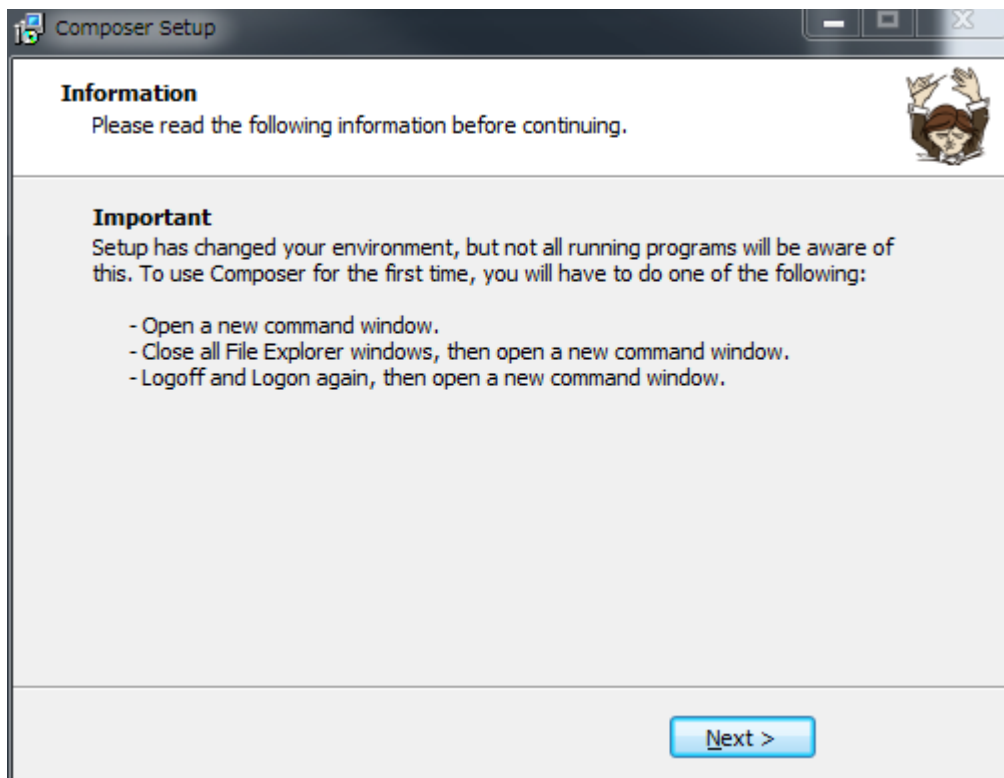 Composer Setup
Information
Please read the following information before continuing.
Important
Setup has changed your environment, but not all running programs will be aware of
this. To use Composer for the first time, you will have to do one of the following:
- Open a new command window.
- Close all File Explorer windows, then open a new command window.
- Logoff and Logon again, then open a new command window.
Next >